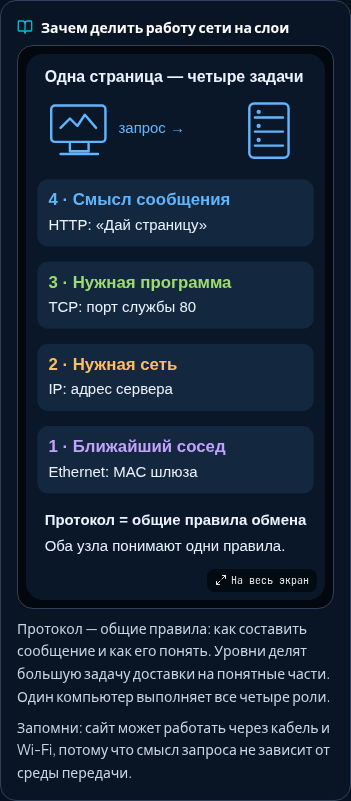 Зачем делить работу сети на слои
Одна страница — четыре задачи
запрос →
4 · Смысл сообщения
HTTP: «Дай страницу»
3 · Нужная программа
TCP: порт службы 80
2 · Нужная сеть
IP: адрес сервера
1 · Ближайший сосед
Ethernet: MAC шлюза
Протокол = общие правила обмена
Оба узла понимают одни правила.
На весь экран
Протокол — общие правила: как составить
сообщение и как его понять. Уровни делят
большую задачу доставки на понятные части.
Один компьютер выполняет все четыре роли.
Запомни: сайт может работать через кабель и
Wi-Fi, потому что смысл запроса не зависит от
среды передачи.